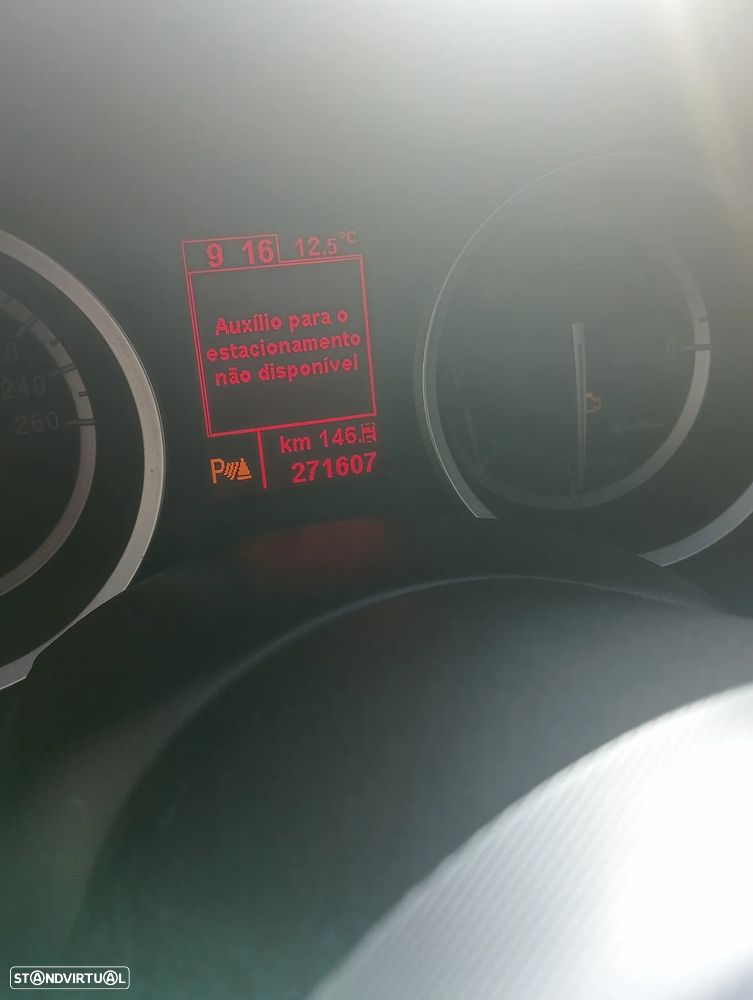 9 16 12.5°C
Auxílio para o
estacionamento
não disponível
km 146.
P 271607
240
260
STANDVIRTUAL